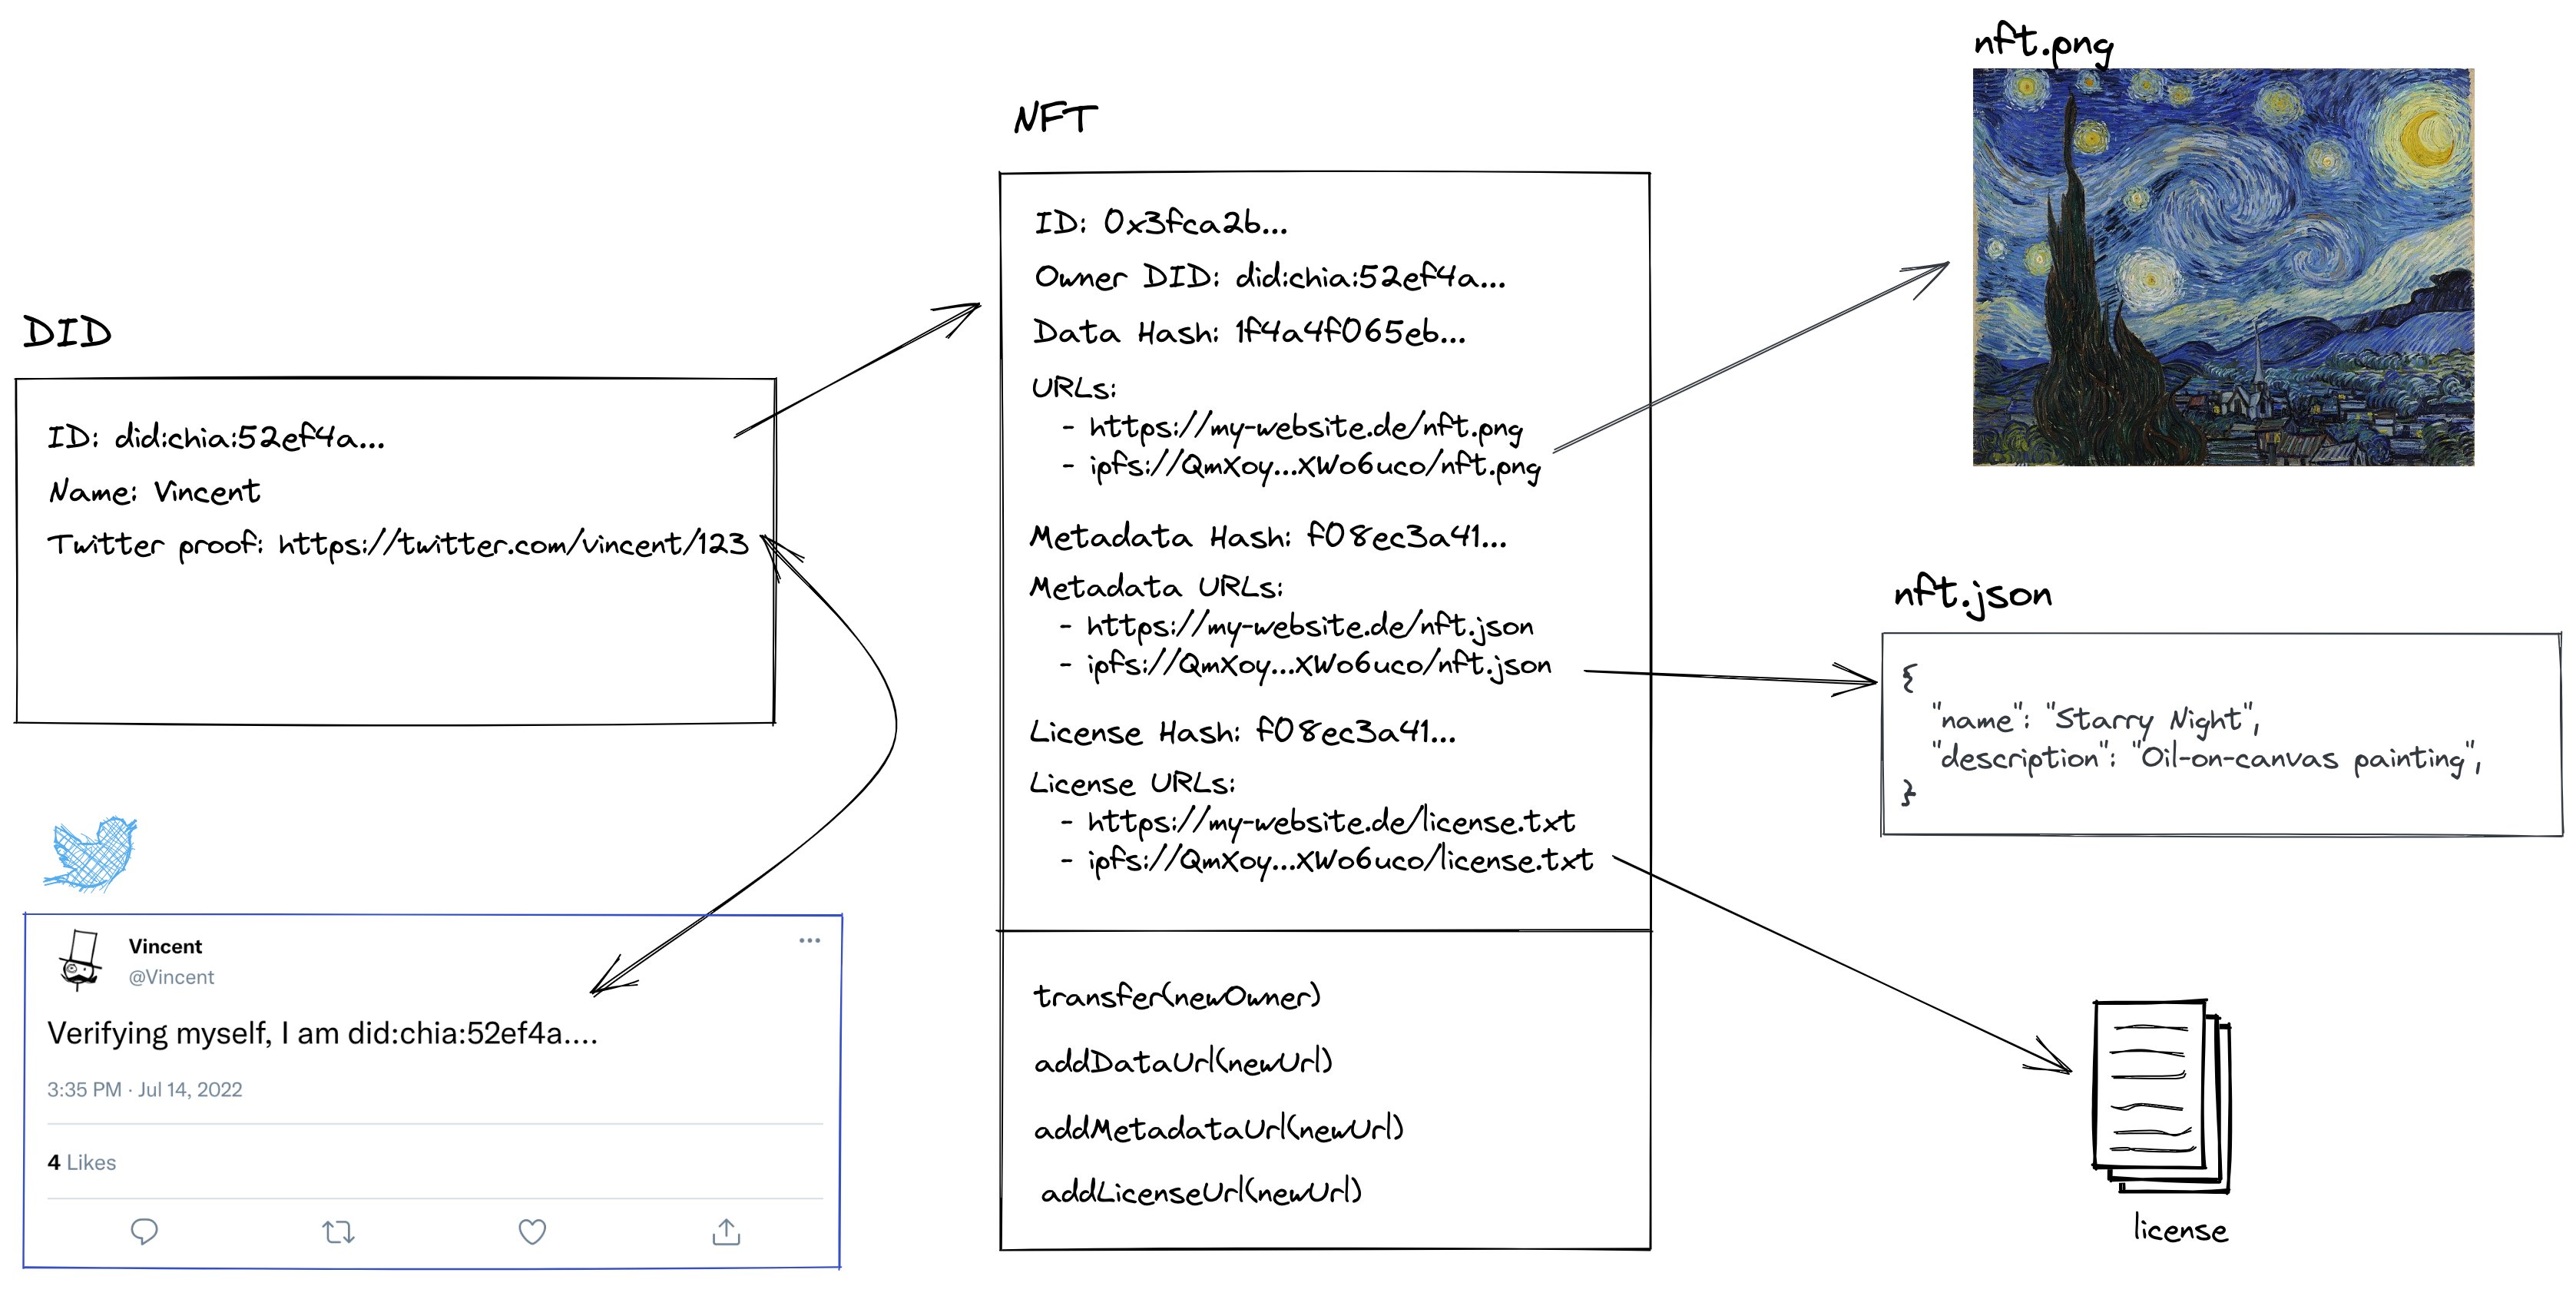 DID
ID: did:chia:52ef4a...
Name: Vincent
Twitter proof: https://twitter.com/vincent/123
Vincent
@Vincent
Verifying myself, I am did:chia:52ef4a....
3:35 PM · Jul 14, 2022
4 Likes
NFT
ID: 0x3fca2b...
Owner DID: did:chia:52ef4a...
Data Hash: 1f4a4f065eb...
URLs:
- https://my-website.de/nft.png
- ipfs://QmXoy...XWo6uco/nft.png
Metadata Hash: f08ec3a41...
Metadata URLs:
- https://my-website.de/nft.json
- ipfs://QmXoy...XWo6uco/nft.json
License Hash: f08ec3a41...
License URLs:
- https://my-website.de/license.txt
- ipfs://QmXoy...XWo6uco/license.txt
transfer(newOwner)
addDataUrl(newUrl)
addMetadataUrl(newUrl)
addLicenseUrl(newUrl)
nft.png
nft.json
{
"name": "Starry Night",
"description": "Oil-on-canvas painting",
}
license